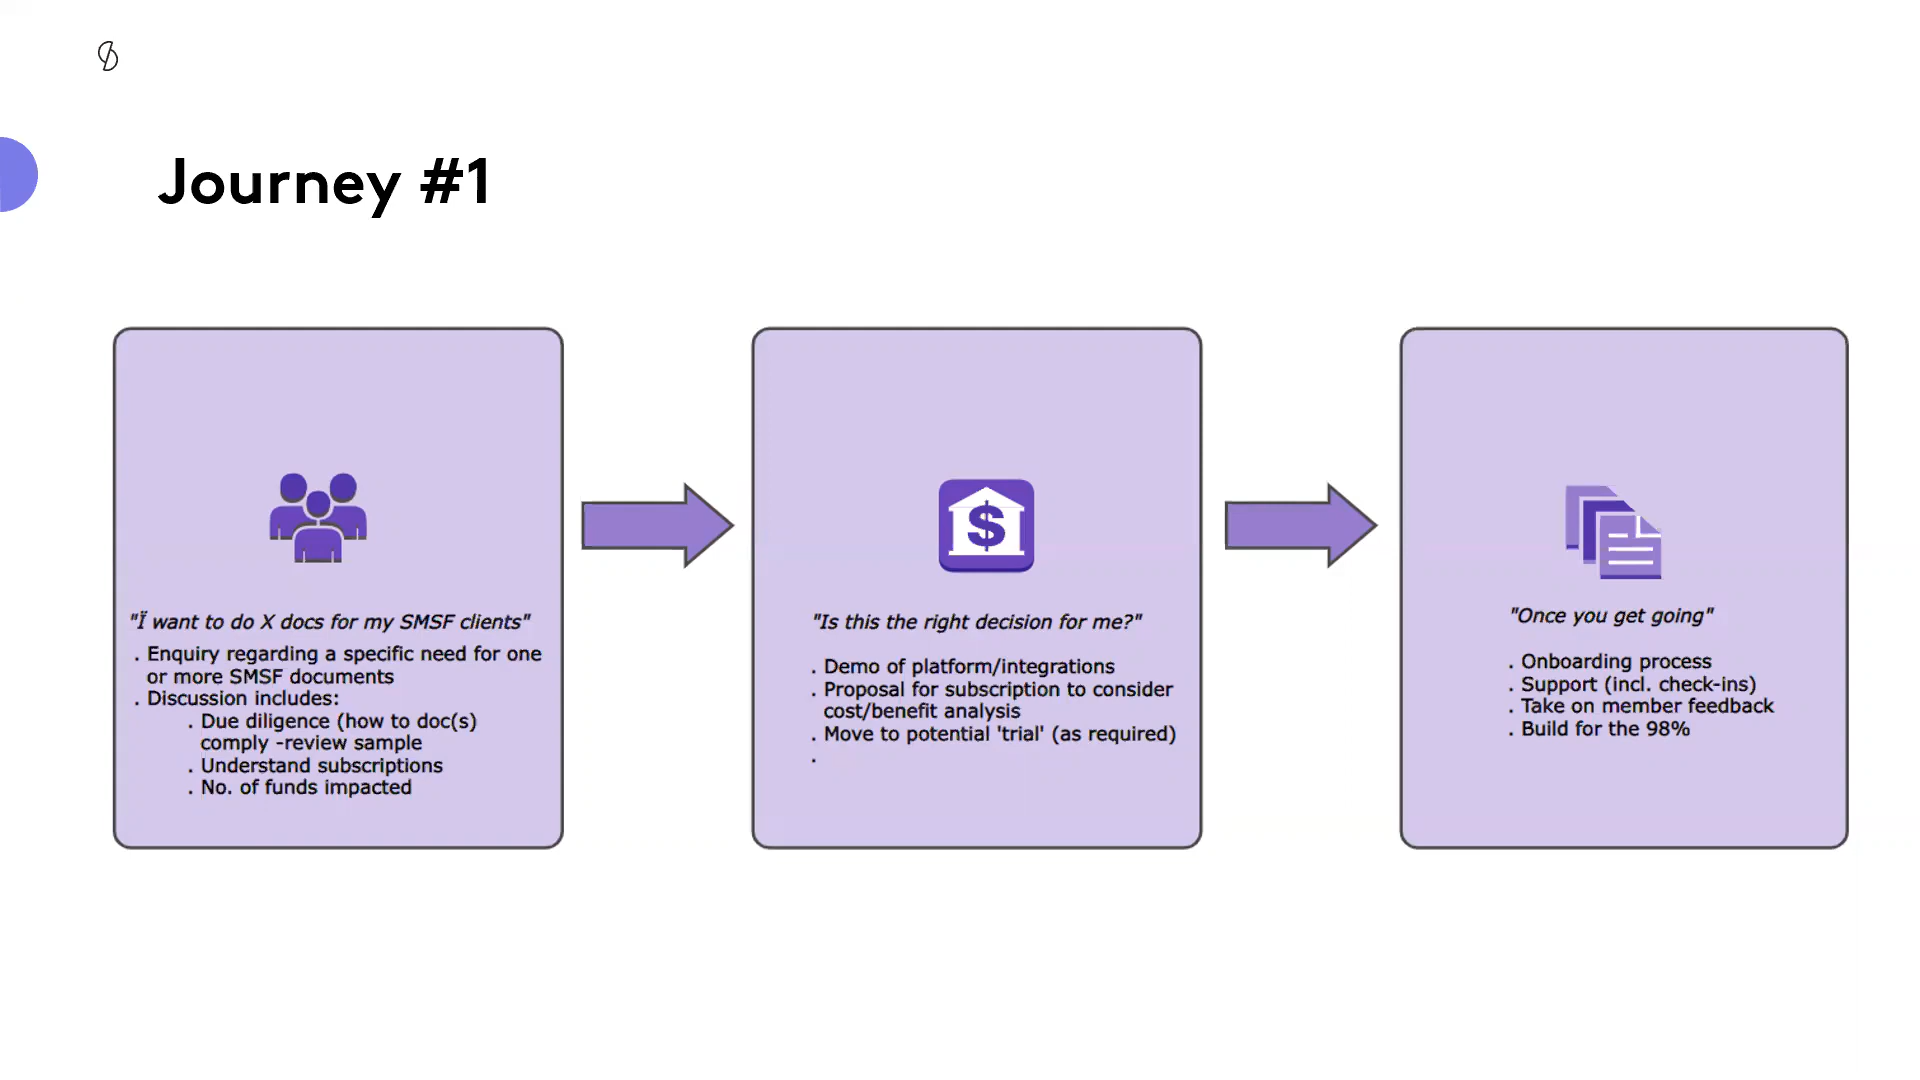 Journey #1
"Ï want to do X docs for my SMSF clients"
. Enquiry regarding a specific need for one
or more SMSF documents
. Discussion includes:
. Due diligence (how to doc(s)
comply -review sample
. Understand subscriptions
. No. of funds impacted
$
"Is this the right decision for me?"
. Demo of platform/integrations
. Proposal for subscription to consider
cost/benefit analysis
. Move to potential 'trial' (as required)
.
"Once you get going"
. Onboarding process
. Support (incl. check-ins)
. Take on member feedback
. Build for the 98%